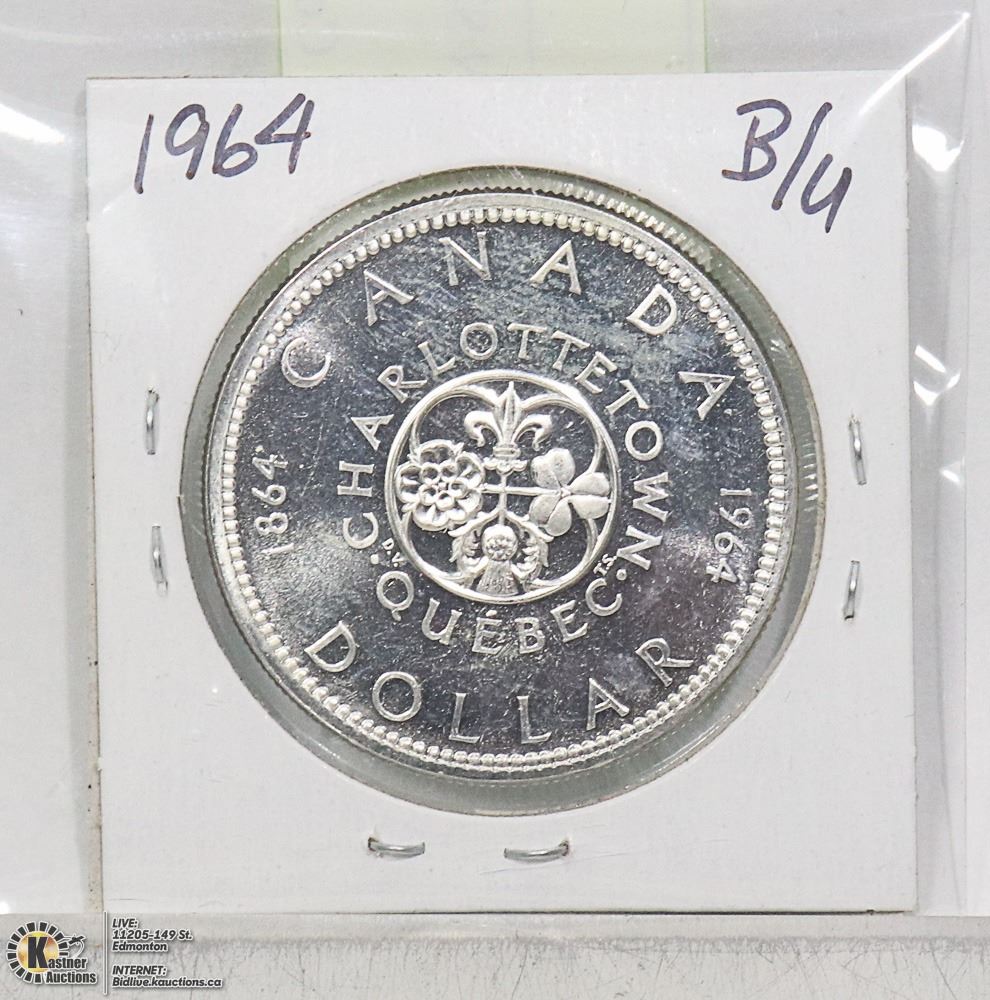 1964
B/U
CANADA
CHARLOTTETOWN
1864
1964
D.V.
T.S.
• QUÉBEC •
DOLLAR
Kastner
Auctions
LIVE:
11205-149 St.
Edmonton
INTERNET:
Bidlive.kauctions.ca